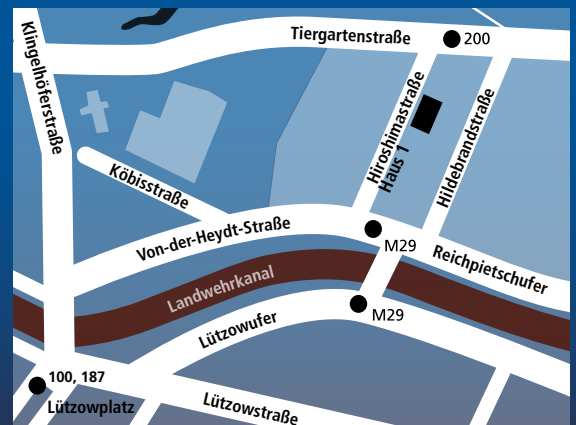 Klingelhöferstraße
Tiergartenstraße
200
Hiroshimastraße
Haus 1
Hildebrandstraße
Köbisstraße
Von-der-Heydt-Straße
M29
Reichpietschufer
Landwehrkanal
M29
Lützowufer
100, 187
Lützowplatz
Lützowstraße